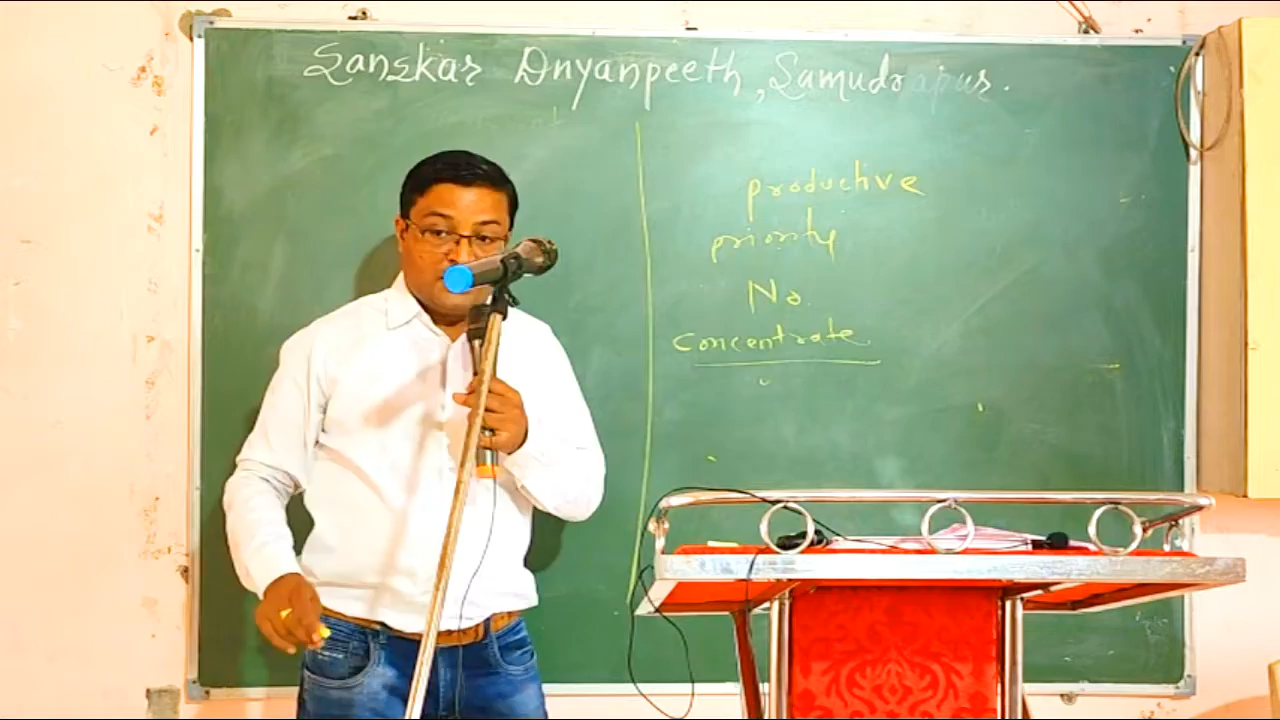 Sanskar Dnyanpeeth, Samudrapur.
productive
priority
No.
Concentrate